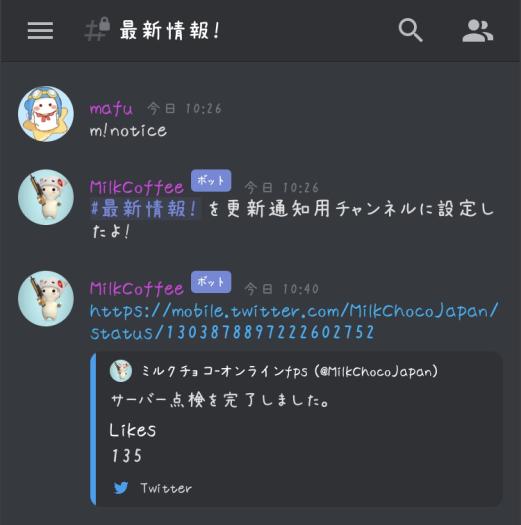 最新情報!
mafu 今日 10:26
m!notice
MilkCoffee ボット 今日 10:26
#最新情報! を更新通知用チャンネルに設定し
たよ!
MilkCoffee ボット 今日 10:40
https://mobile.twitter.com/MilkChocoJapan/
status/1303878897222602752
ミルクチョコ-オンラインfps (@MilkChocoJapan)
サーバー点検を完了しました。
Likes
135
Twitter